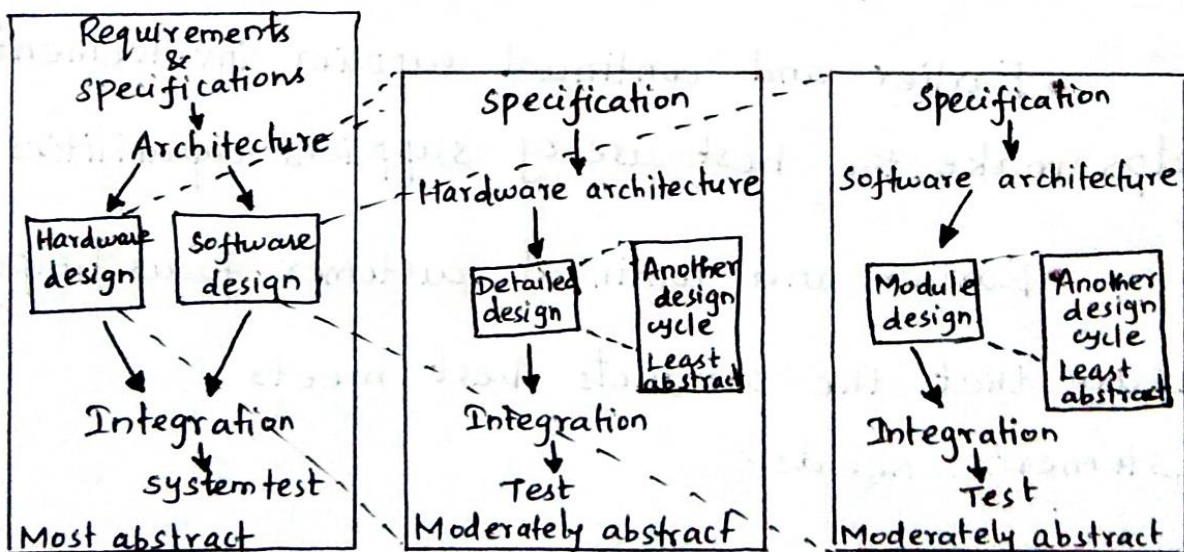 Requirements
&
specifications
Architecture
Hardware
design
Software
design
Integratian
system test
Most abstract
Specification
Hardware architecture
Detailed
design
Another
design
cycle
Least
abstract
Integration
Test
Moderately abstract
Specification
Software architecture
Module
design
Another
design
cycle
Least
abstract
Integration
Test
Moderately abstract